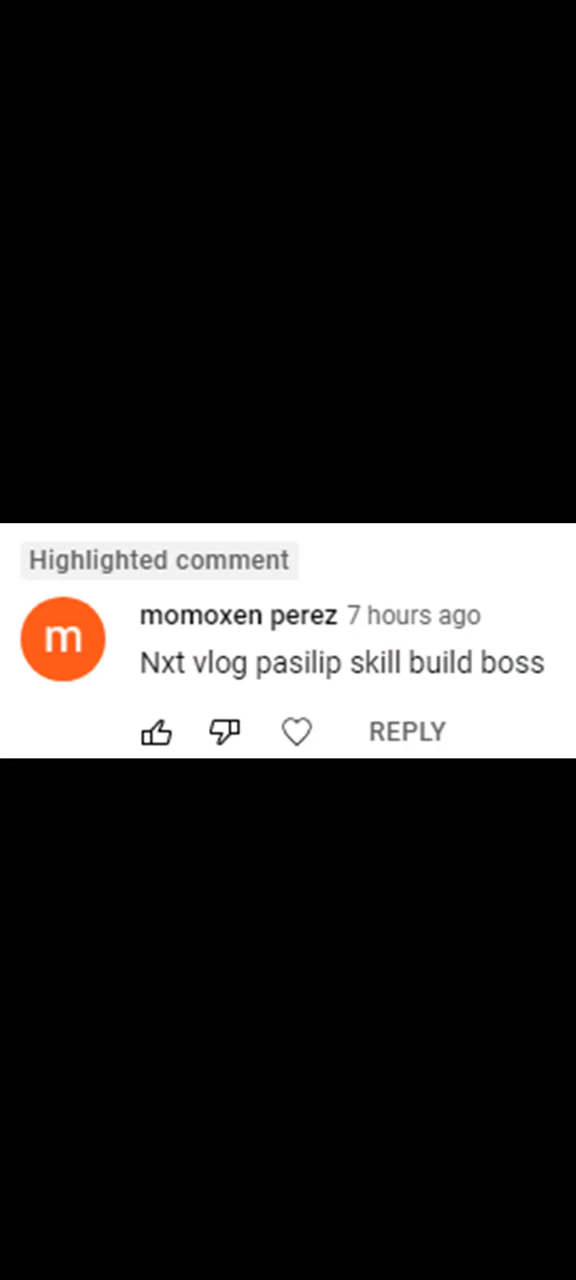 Highlighted comment
m
momoxen perez 7 hours ago
Nxt vlog pasilip skill build boss
REPLY